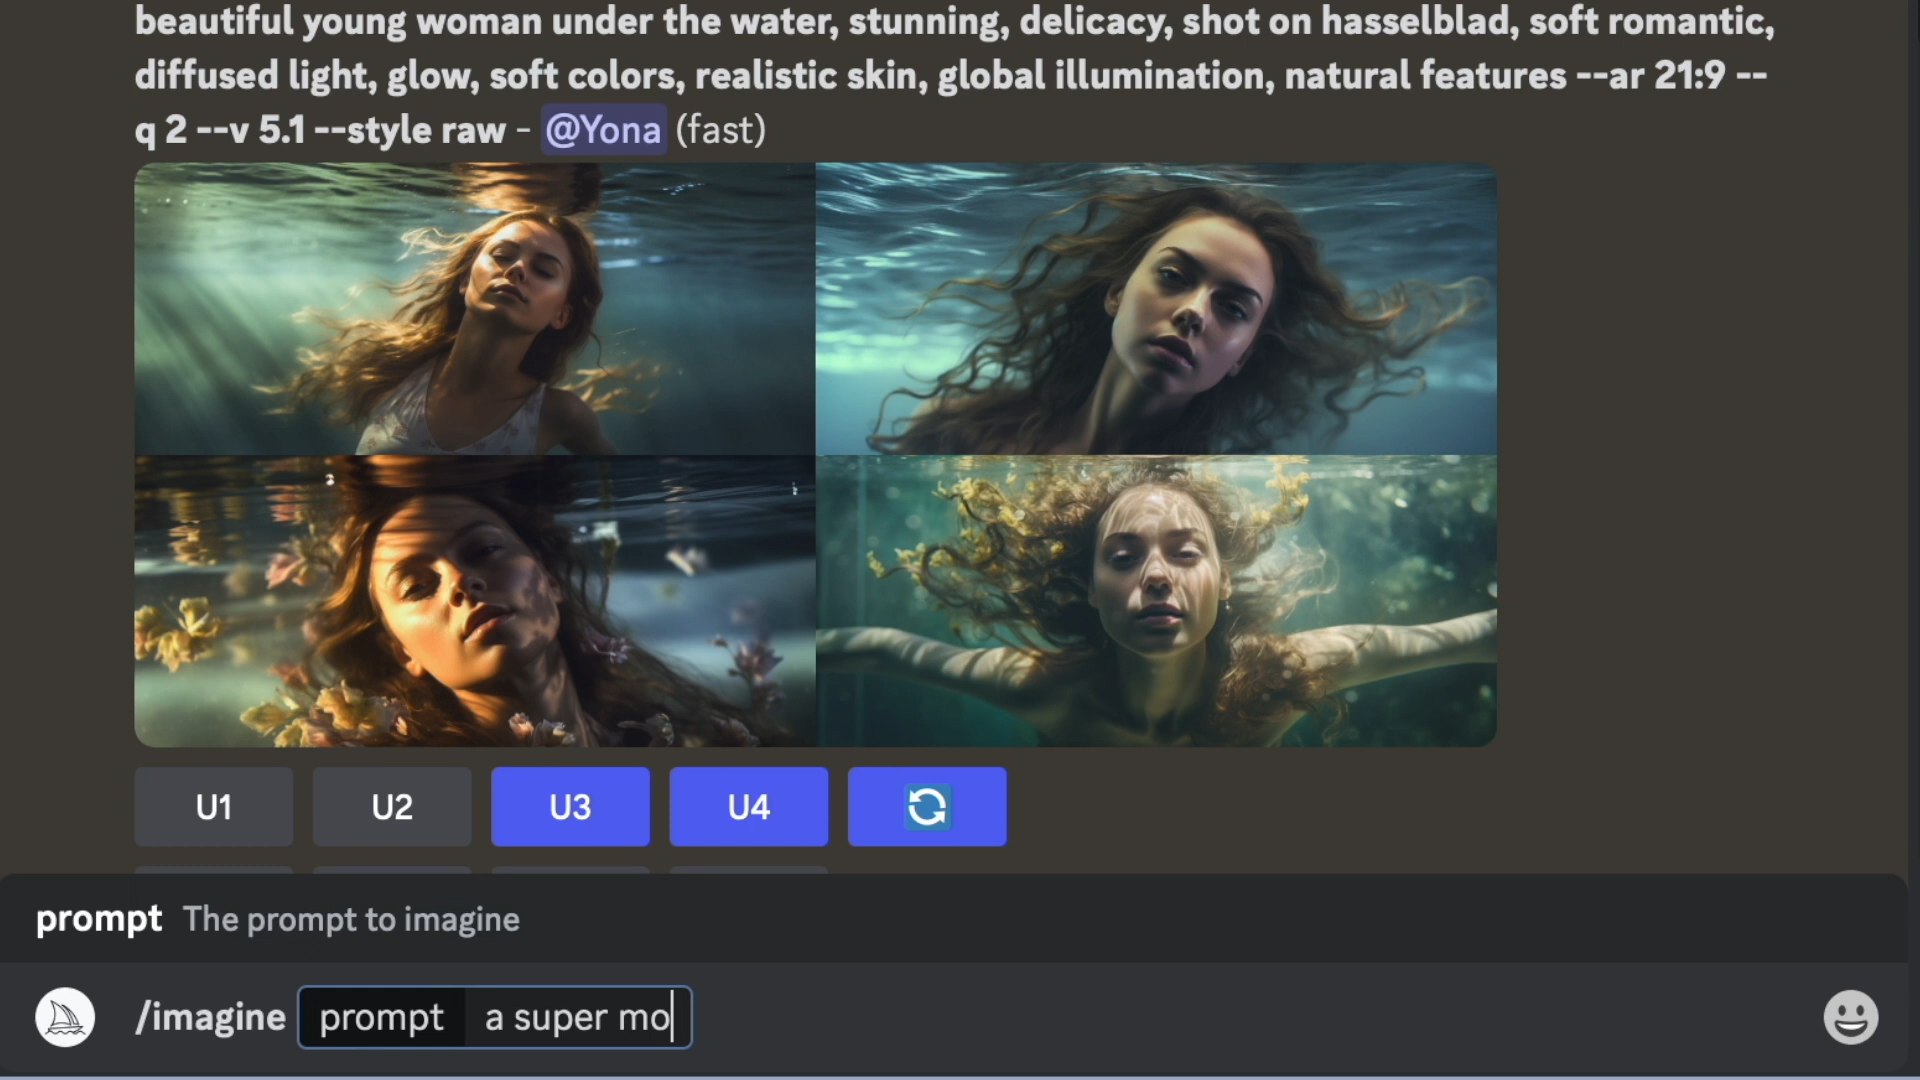 beautiful young woman under the water, stunning, delicacy, shot on hasselblad, soft romantic,
diffused light, glow, soft colors, realistic skin, global illumination, natural features --ar 21:9 --
q 2 --v 5.1 --style raw - @Yona (fast)
U1 U2 U3 U4
prompt The prompt to imagine
/imagine prompt a super mo